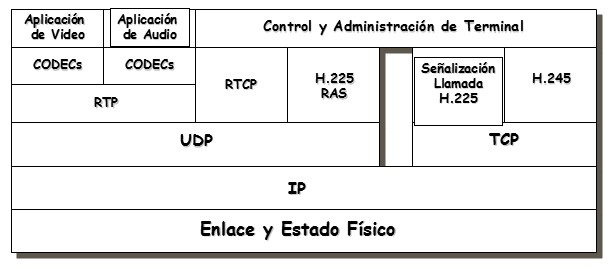 Aplicación
de Video
Aplicación
de Audio
Control y Administración de Terminal
CODECs
CODECs
RTP
RTCP
H.225
RAS
Señalización
Llamada
H.225
H.245
UDP
TCP
IP
Enlace y Estado Físico